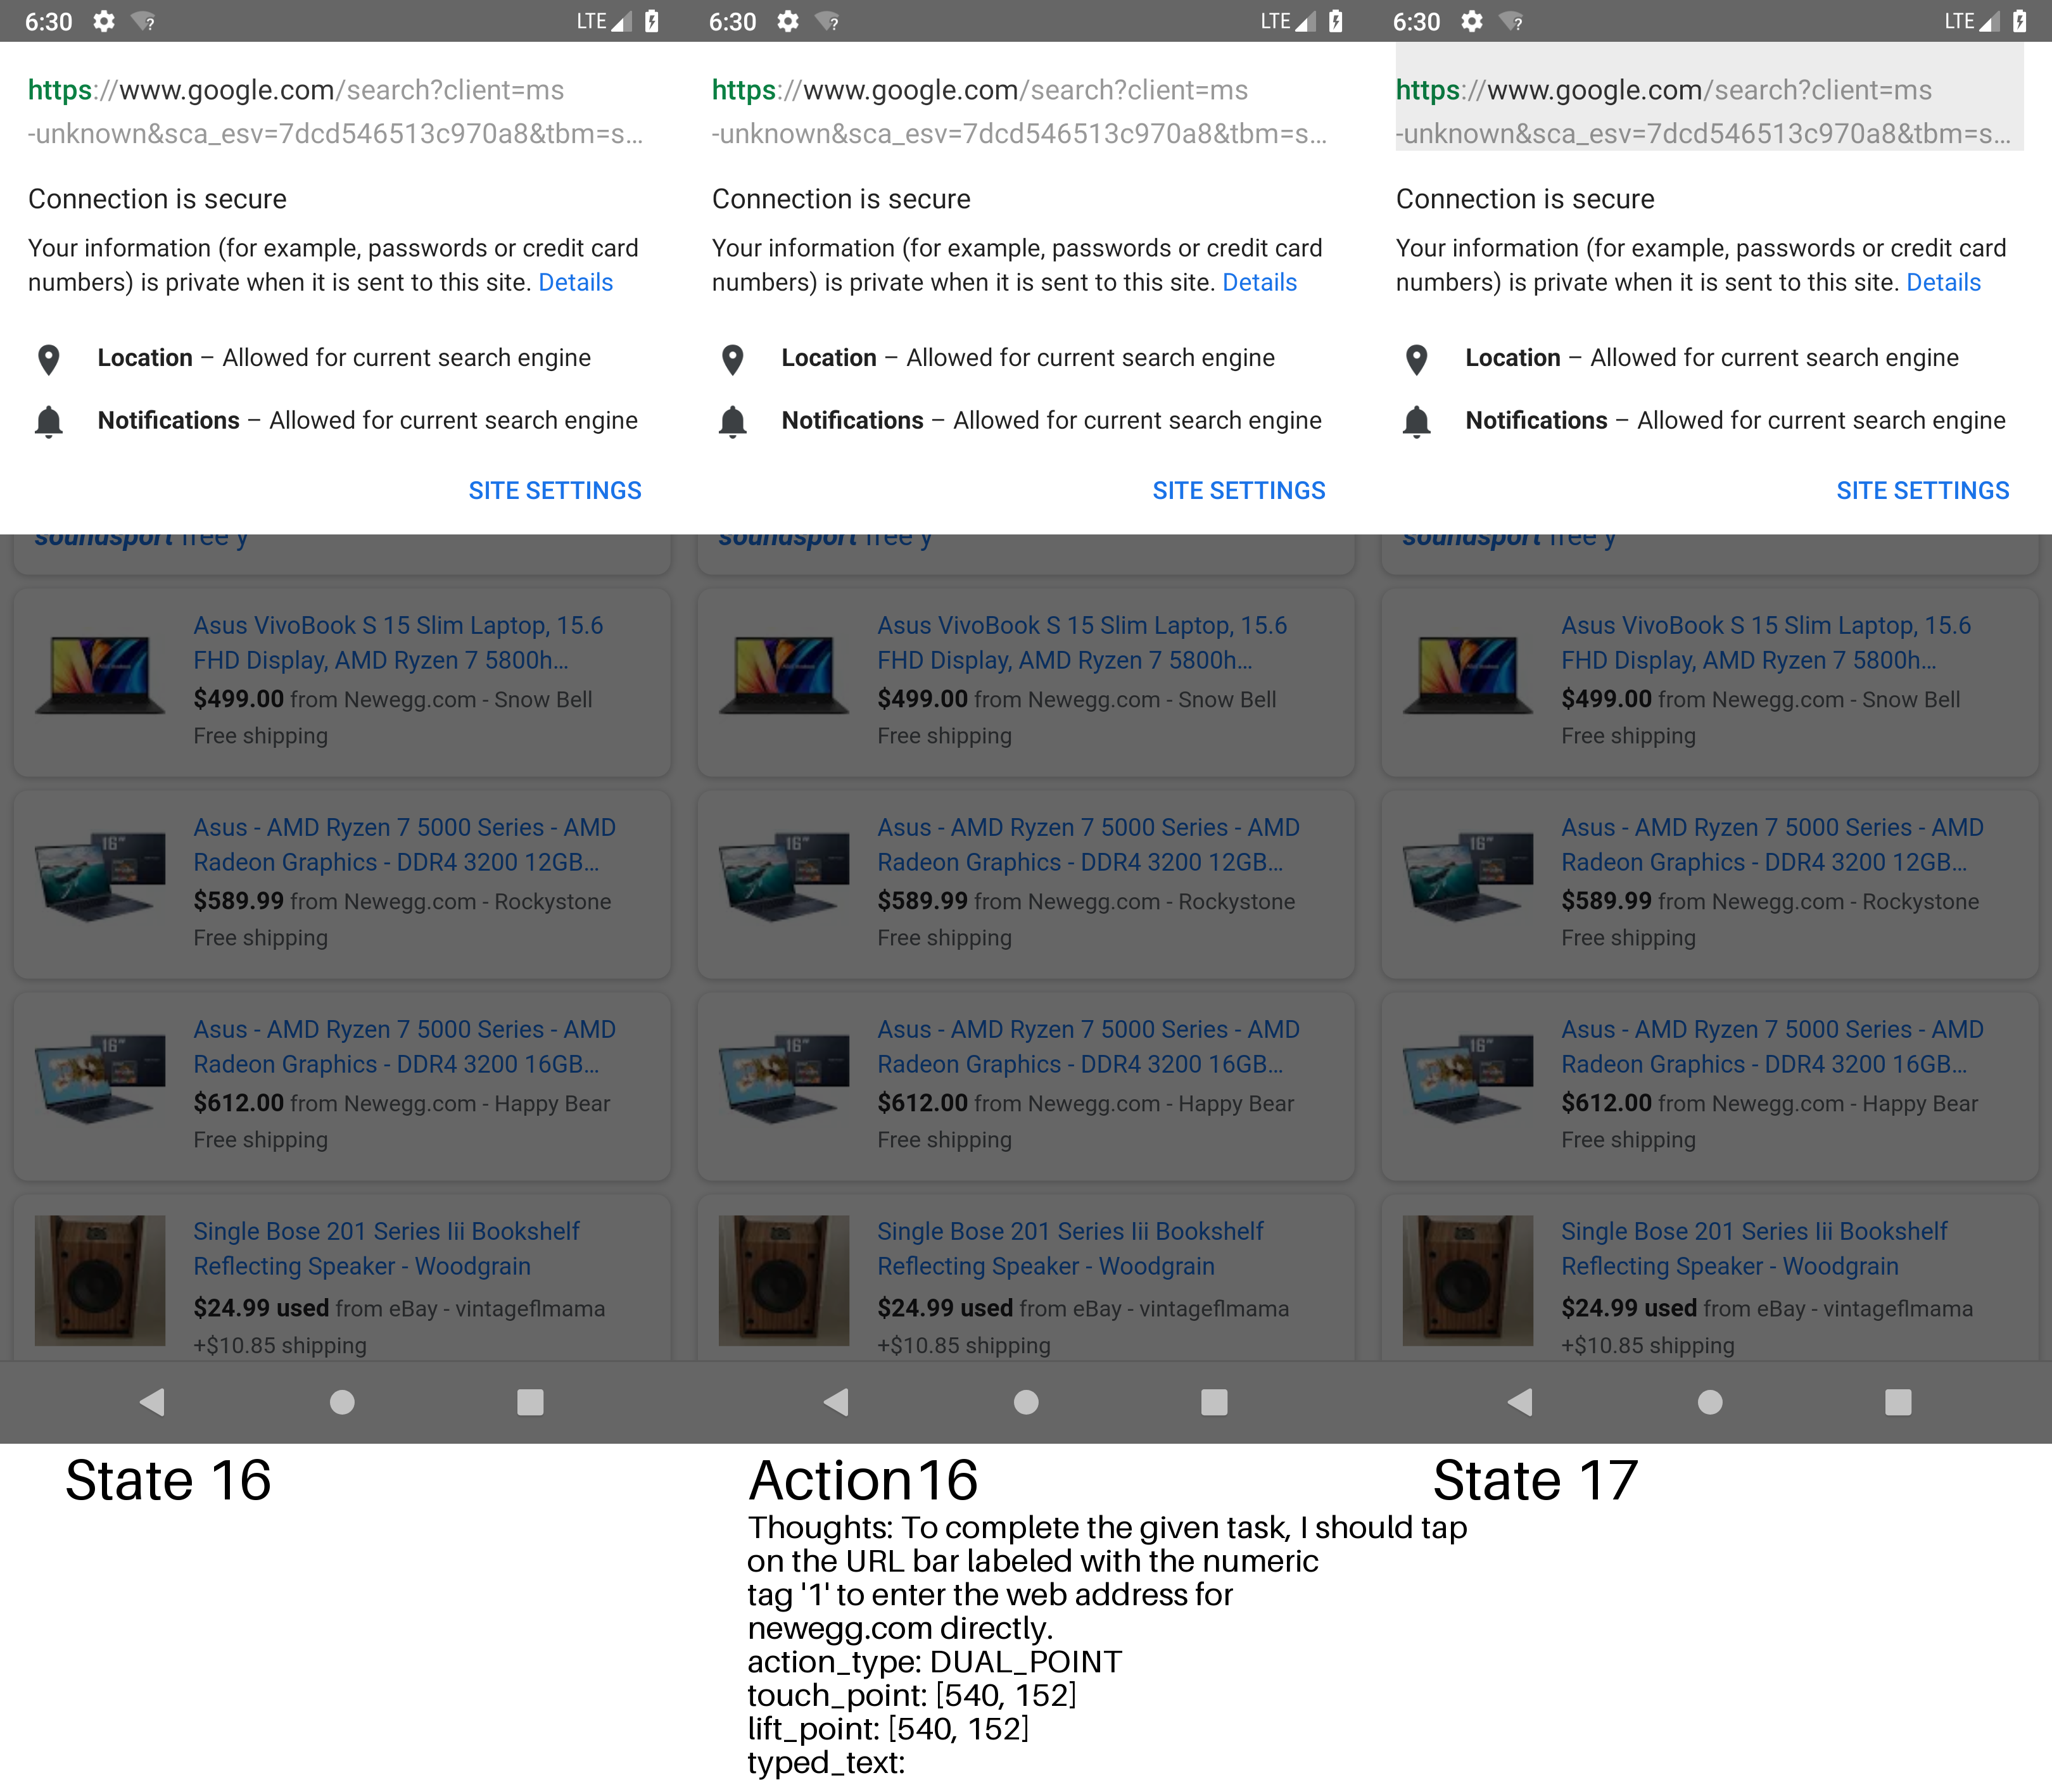 6:30 LTE
https://www.google.com/search?client=ms
-unknown&sca_esv=7dcd546513c970a8&tbm=s...
Connection is secure
Your information (for example, passwords or credit card
numbers) is private when it is sent to this site. Details
Location – Allowed for current search engine
Notifications – Allowed for current search engine
SITE SETTINGS
soundsport free y
Asus VivoBook S 15 Slim Laptop, 15.6
FHD Display, AMD Ryzen 7 5800h...
$499.00 from Newegg.com - Snow Bell
Free shipping
16"
Asus - AMD Ryzen 7 5000 Series - AMD
Radeon Graphics - DDR4 3200 12GB...
$589.99 from Newegg.com - Rockystone
Free shipping
16"
Asus - AMD Ryzen 7 5000 Series - AMD
Radeon Graphics - DDR4 3200 16GB...
$612.00 from Newegg.com - Happy Bear
Free shipping
Single Bose 201 Series Iii Bookshelf
Reflecting Speaker - Woodgrain
$24.99 used from eBay - vintageflmama
+$10.85 shipping
State 16
6:30 LTE
https://www.google.com/search?client=ms
-unknown&sca_esv=7dcd546513c970a8&tbm=s...
Connection is secure
Your information (for example, passwords or credit card
numbers) is private when it is sent to this site. Details
Location – Allowed for current search engine
Notifications – Allowed for current search engine
SITE SETTINGS
soundsport free y
Asus VivoBook S 15 Slim Laptop, 15.6
FHD Display, AMD Ryzen 7 5800h...
$499.00 from Newegg.com - Snow Bell
Free shipping
16"
Asus - AMD Ryzen 7 5000 Series - AMD
Radeon Graphics - DDR4 3200 12GB...
$589.99 from Newegg.com - Rockystone
Free shipping
16"
Asus - AMD Ryzen 7 5000 Series - AMD
Radeon Graphics - DDR4 3200 16GB...
$612.00 from Newegg.com - Happy Bear
Free shipping
Single Bose 201 Series Iii Bookshelf
Reflecting Speaker - Woodgrain
$24.99 used from eBay - vintageflmama
+$10.85 shipping
Action16
Thoughts: To complete the given task, I should tap
on the URL bar labeled with the numeric
tag '1' to enter the web address for
newegg.com directly.
action_type: DUAL_POINT
touch_point: [540, 152]
lift_point: [540, 152]
typed_text:
6:30 LTE
https://www.google.com/search?client=ms
-unknown&sca_esv=7dcd546513c970a8&tbm=s...
Connection is secure
Your information (for example, passwords or credit card
numbers) is private when it is sent to this site. Details
Location – Allowed for current search engine
Notifications – Allowed for current search engine
SITE SETTINGS
soundsport free y
Asus VivoBook S 15 Slim Laptop, 15.6
FHD Display, AMD Ryzen 7 5800h...
$499.00 from Newegg.com - Snow Bell
Free shipping
16"
Asus - AMD Ryzen 7 5000 Series - AMD
Radeon Graphics - DDR4 3200 12GB...
$589.99 from Newegg.com - Rockystone
Free shipping
16"
Asus - AMD Ryzen 7 5000 Series - AMD
Radeon Graphics - DDR4 3200 16GB...
$612.00 from Newegg.com - Happy Bear
Free shipping
Single Bose 201 Series Iii Bookshelf
Reflecting Speaker - Woodgrain
$24.99 used from eBay - vintageflmama
+$10.85 shipping
State 17